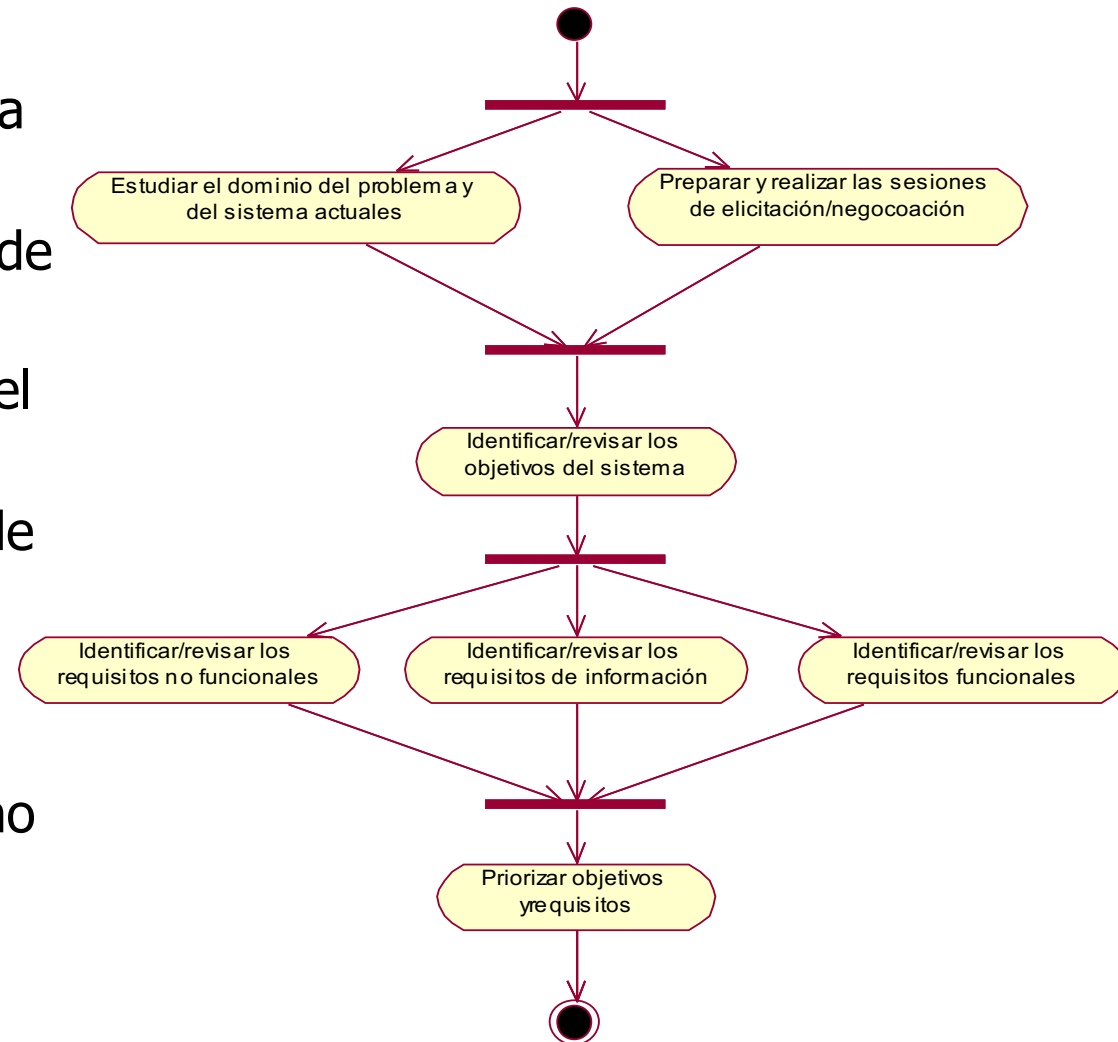 a
Estudiar el dominio del problema y
del sistema actuales
Preparar y realizar las sesiones
de elicitación/negocoación
de
el
Identificar/revisar los
objetivos del sistema
de
Identificar/revisar los
requisitos no funcionales
Identificar/revisar los
requisitos de información
Identificar/revisar los
requisitos funcionales
no
Priorizar objetivos
yrequisitos